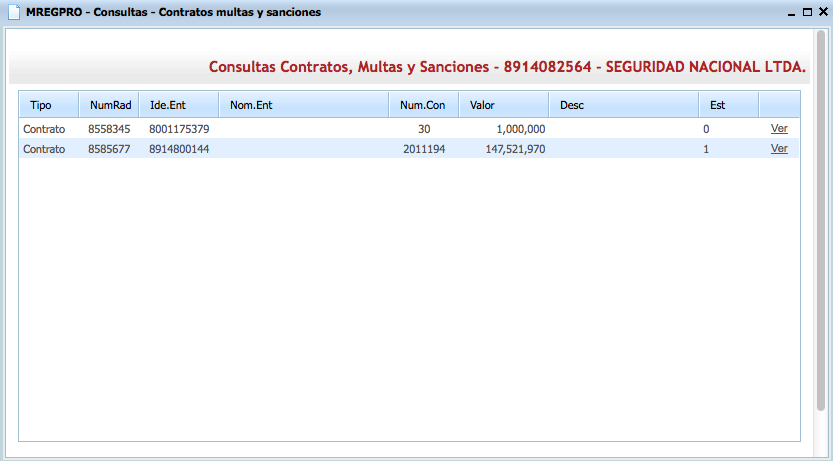 MREGPRO - Consultas - Contratos multas y sanciones
Consultas Contratos, Multas y Sanciones - 8914082564 - SEGURIDAD NACIONAL LTDA.
Tipo NumRad Ide.Ent Nom.Ent Num.Con Valor Desc Est
Contrato 8558345 8001175379 30 1,000,000 0 Ver
Contrato 8585677 8914800144 2011194 147,521,970 1 Ver